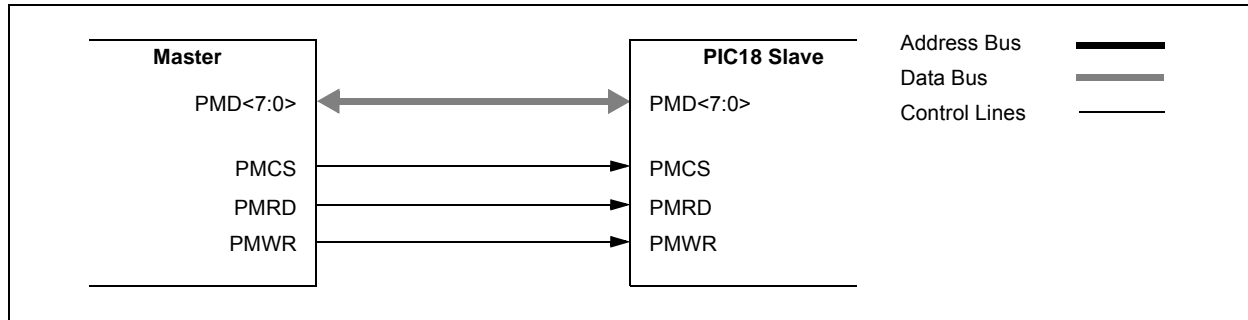 Master
PIC18 Slave
Address Bus
Data Bus
Control Lines
PMD<7:0>
PMD<7:0>
PMCS
PMCS
PMRD
PMRD
PMWR
PMWR